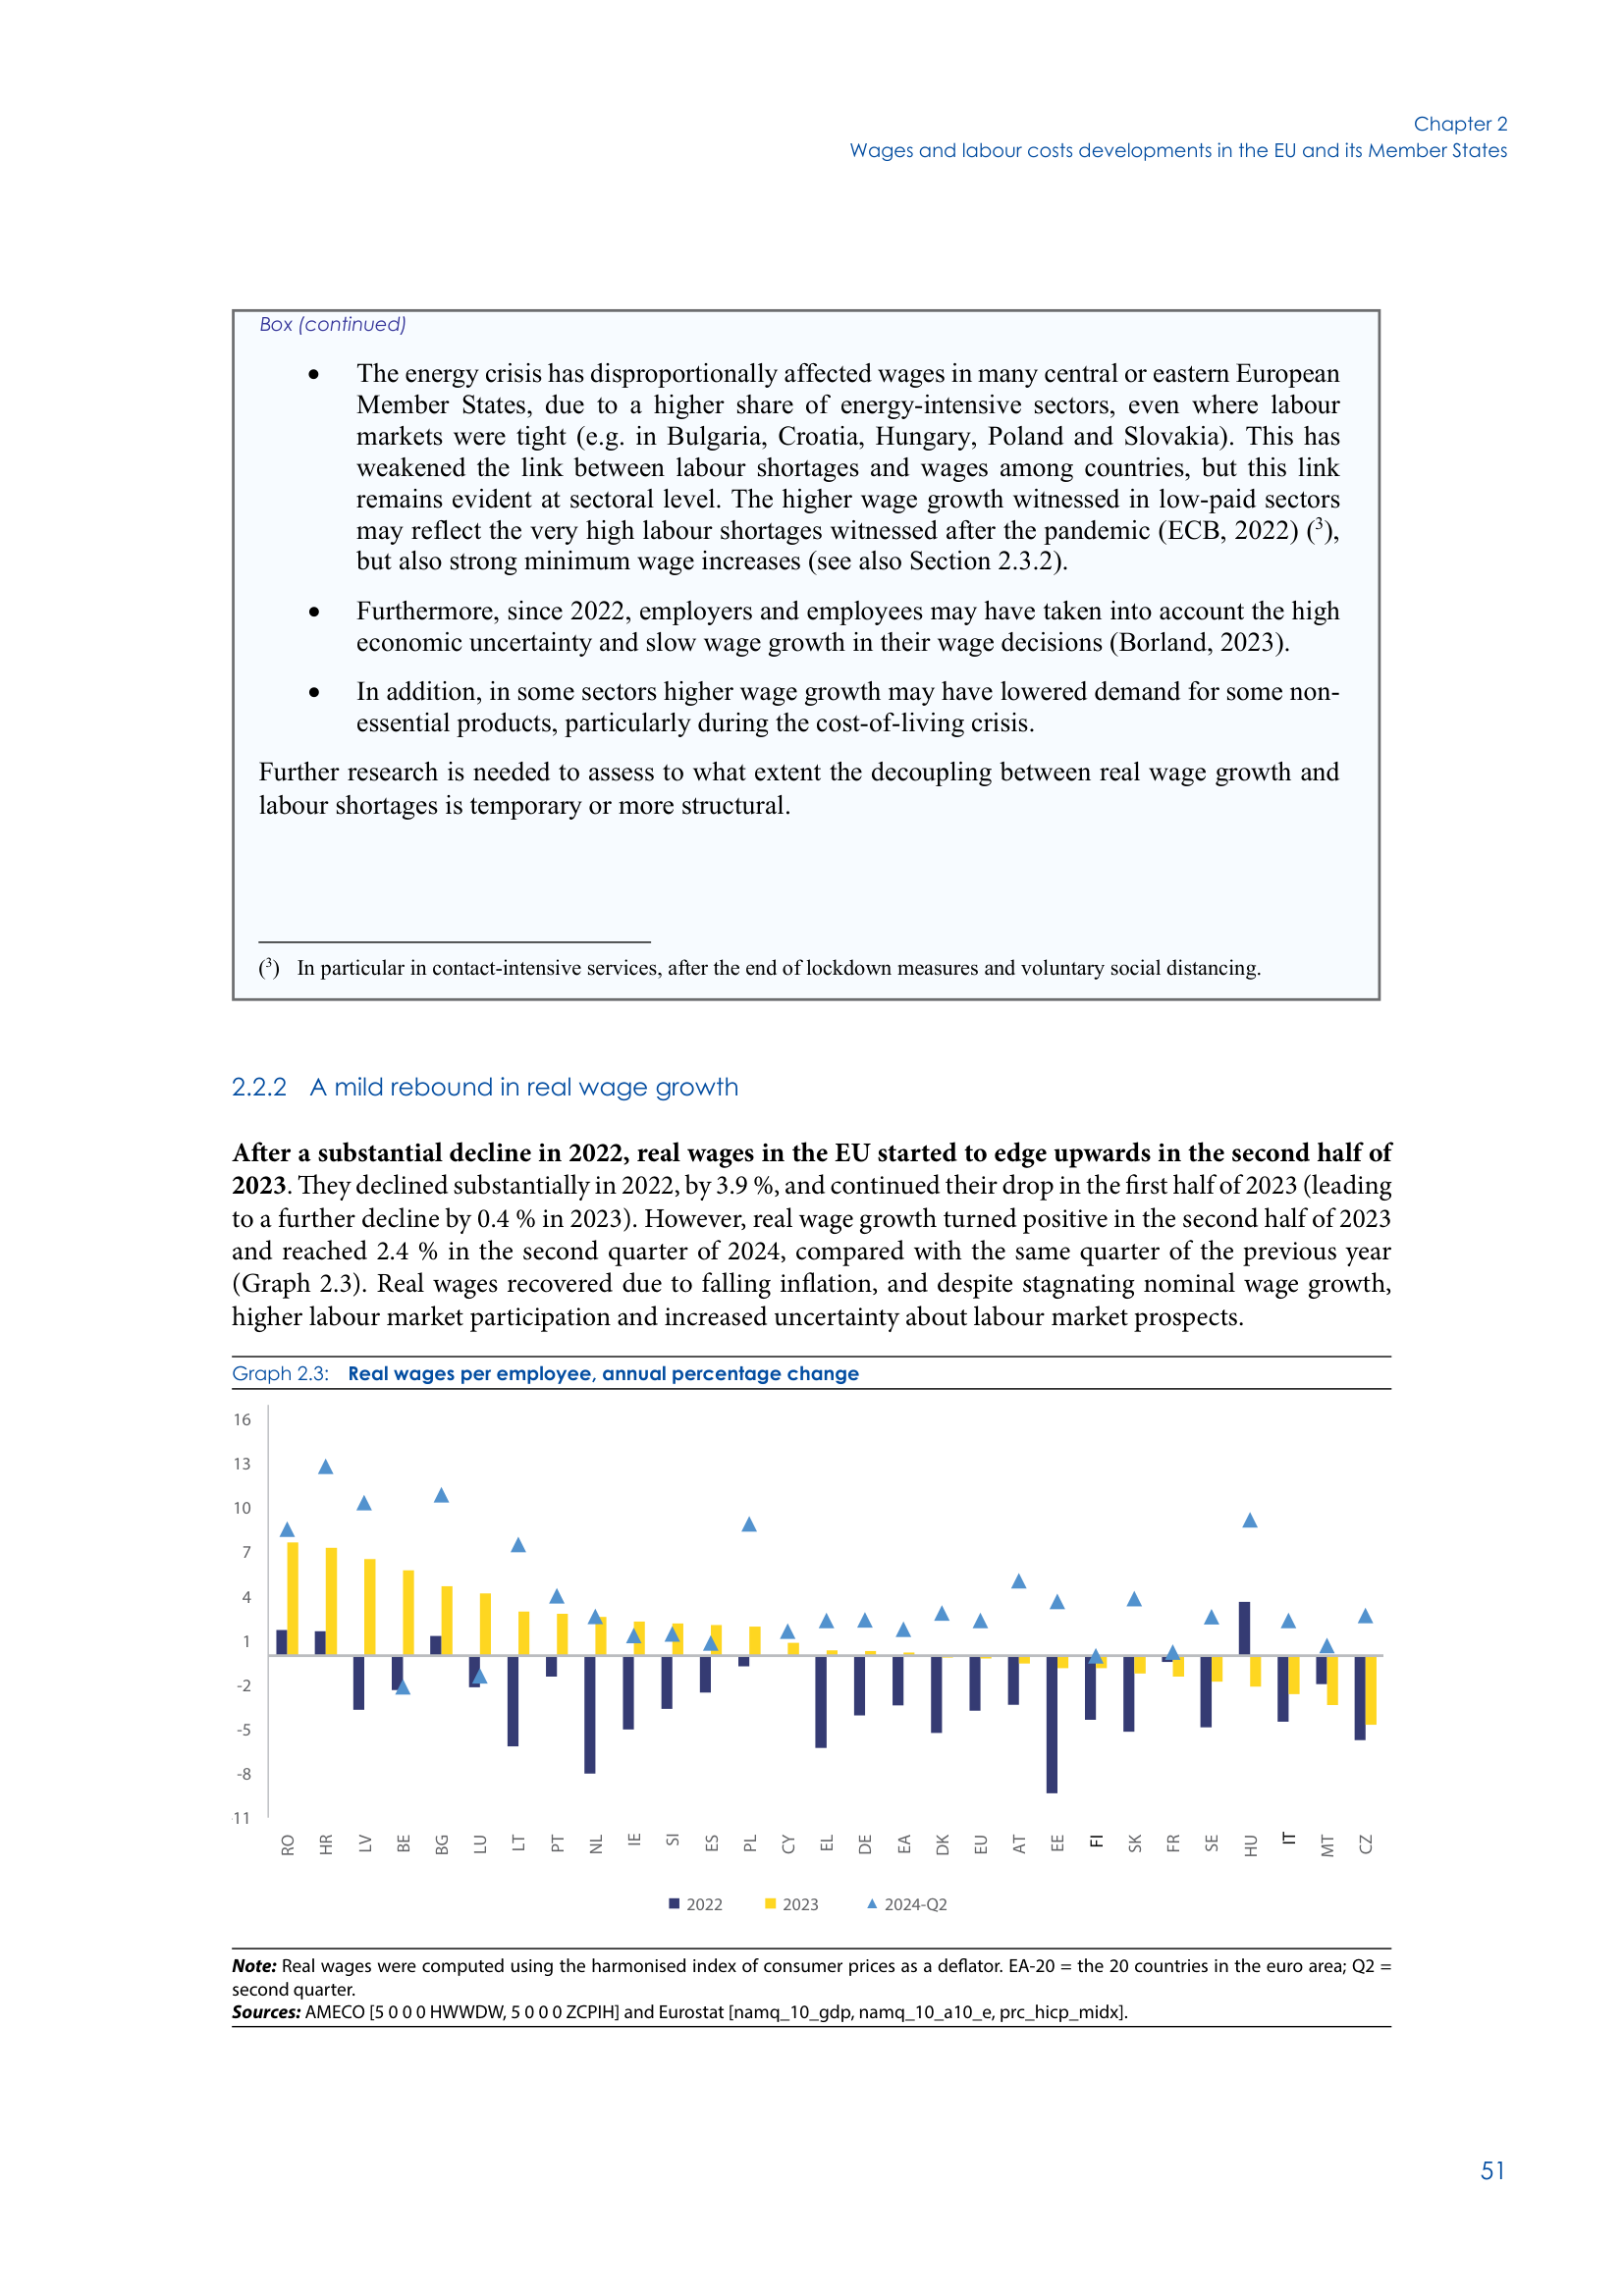 Chapter 2
Wages and labour costs developments in the EU and its Member States
Box (continued)
• The energy crisis has disproportionally affected wages in many central or eastern European
Member States, due to a higher share of energy-intensive sectors, even where labour
markets were tight (e.g. in Bulgaria, Croatia, Hungary, Poland and Slovakia). This has
weakened the link between labour shortages and wages among countries, but this link
remains evident at sectoral level. The higher wage growth witnessed in low-paid sectors
may reflect the very high labour shortages witnessed after the pandemic (ECB, 2022) (³),
but also strong minimum wage increases (see also Section 2.3.2).
• Furthermore, since 2022, employers and employees may have taken into account the high
economic uncertainty and slow wage growth in their wage decisions (Borland, 2023).
• In addition, in some sectors higher wage growth may have lowered demand for some non-
essential products, particularly during the cost-of-living crisis.
Further research is needed to assess to what extent the decoupling between real wage growth and
labour shortages is temporary or more structural.
(³) In particular in contact-intensive services, after the end of lockdown measures and voluntary social distancing.
2.2.2 A mild rebound in real wage growth
After a substantial decline in 2022, real wages in the EU started to edge upwards in the second half of
2023. They declined substantially in 2022, by 3.9 %, and continued their drop in the first half of 2023 (leading
to a further decline by 0.4 % in 2023). However, real wage growth turned positive in the second half of 2023
and reached 2.4 % in the second quarter of 2024, compared with the same quarter of the previous year
(Graph 2.3). Real wages recovered due to falling inflation, and despite stagnating nominal wage growth,
higher labour market participation and increased uncertainty about labour market prospects.
Graph 2.3: Real wages per employee, annual percentage change
16
13
10
7
4
1
-2
-5
-8
11
RO HR LV BE BG LU LT PT NL IE SI ES PL CY EL DE EA DK EU AT EE FI SK FR SE HU IT MT CZ
2022 2023 2024-Q2
Note: Real wages were computed using the harmonised index of consumer prices as a deflator. EA-20 = the 20 countries in the euro area; Q2 =
second quarter.
Sources: AMECO [5 0 0 0 HWWDW, 5 0 0 0 ZCPIH] and Eurostat [namq_10_gdp, namq_10_a10_e, prc_hicp_midx].
51